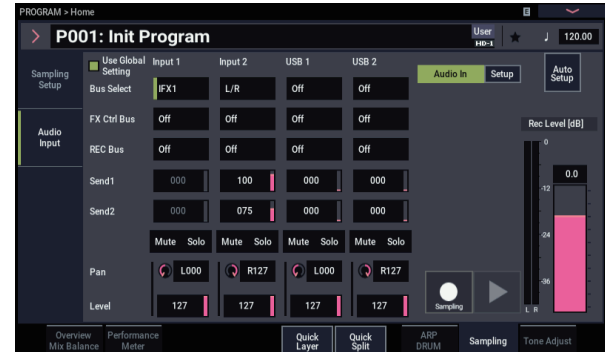 PROGRAM > Home
E
P001: Init Program
User
HD-1
♩ 120.00
Sampling
Setup
Audio
Input
Use Global
Setting
Input 1
Input 2
USB 1
USB 2
Audio In
Setup
Auto
Setup
Bus Select
IFX1
L/R
Off
Off
FX Ctrl Bus
Off
Off
Off
Off
Rec Level [dB]
REC Bus
Off
Off
Off
Off
0
0.0
Send1
000
100
000
000
-12
Send2
000
075
000
000
-24
Mute Solo
Mute Solo
Mute Solo
Mute Solo
Pan
L000
R127
L000
R127
-36
Level
127
127
127
127
Sampling
L R
Overview
Mix Balance
Performance
Meter
Quick
Layer
Quick
Split
ARP
DRUM
Sampling
Tone Adjust